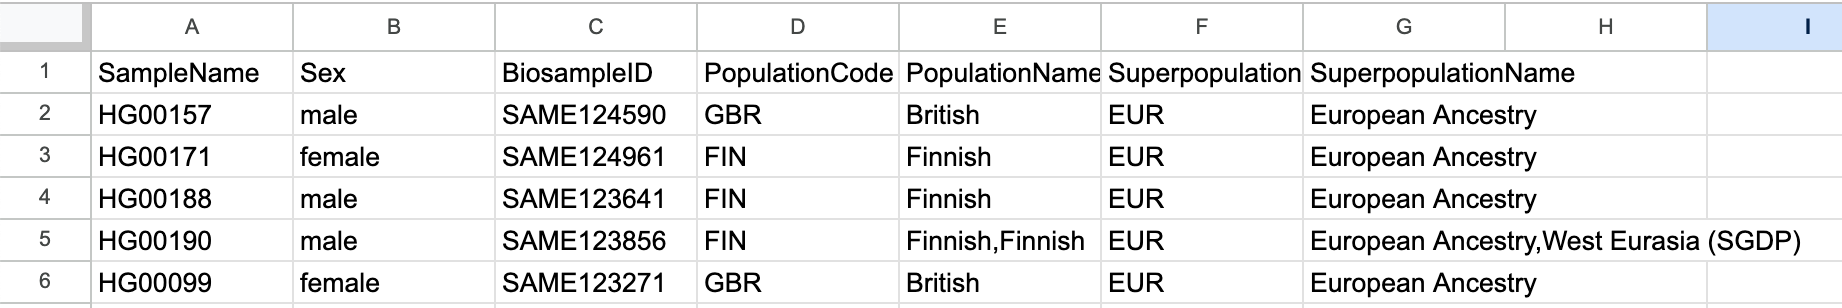 A B C D E F G H I
1 SampleName Sex BiosampleID PopulationCode PopulationName Superpopulation SuperpopulationName
2 HG00157 male SAME124590 GBR British EUR European Ancestry
3 HG00171 female SAME124961 FIN Finnish EUR European Ancestry
4 HG00188 male SAME123641 FIN Finnish EUR European Ancestry
5 HG00190 male SAME123856 FIN Finnish,Finnish EUR European Ancestry,West Eurasia (SGDP)
6 HG00099 female SAME123271 GBR British EUR European Ancestry